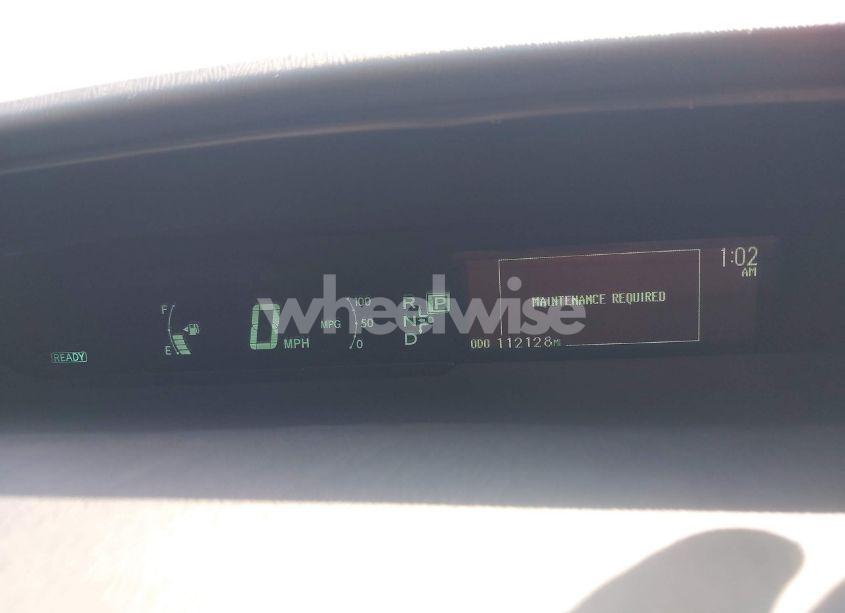 1:02
AM
MAINTENANCE REQUIRED
ODO 112128MI
F
E
0 MPH
MPG
100
50
0
R P
N
D
READY
wheelwise